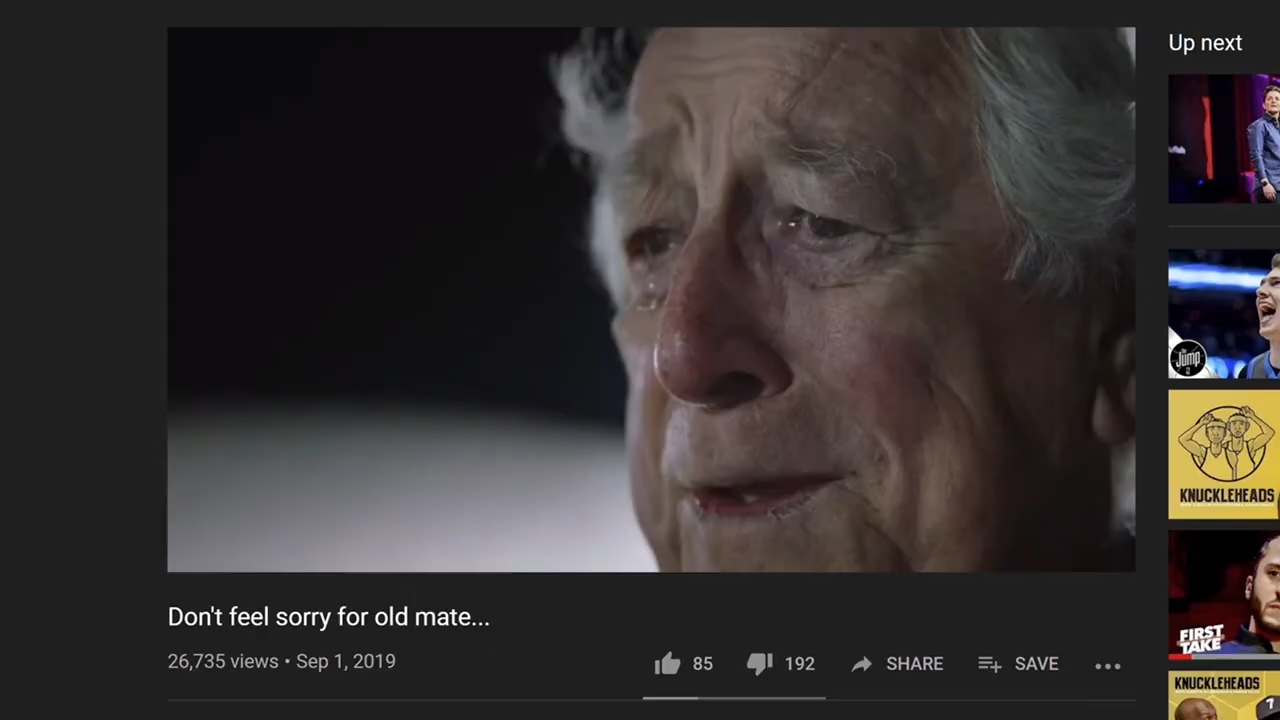 Up next
The
Jump
KNUCKLEHEADS
FIRST
TAKE
KNUCKLEHEADS
Don't feel sorry for old mate...
26,735 views • Sep 1, 2019
85
192
SHARE
SAVE